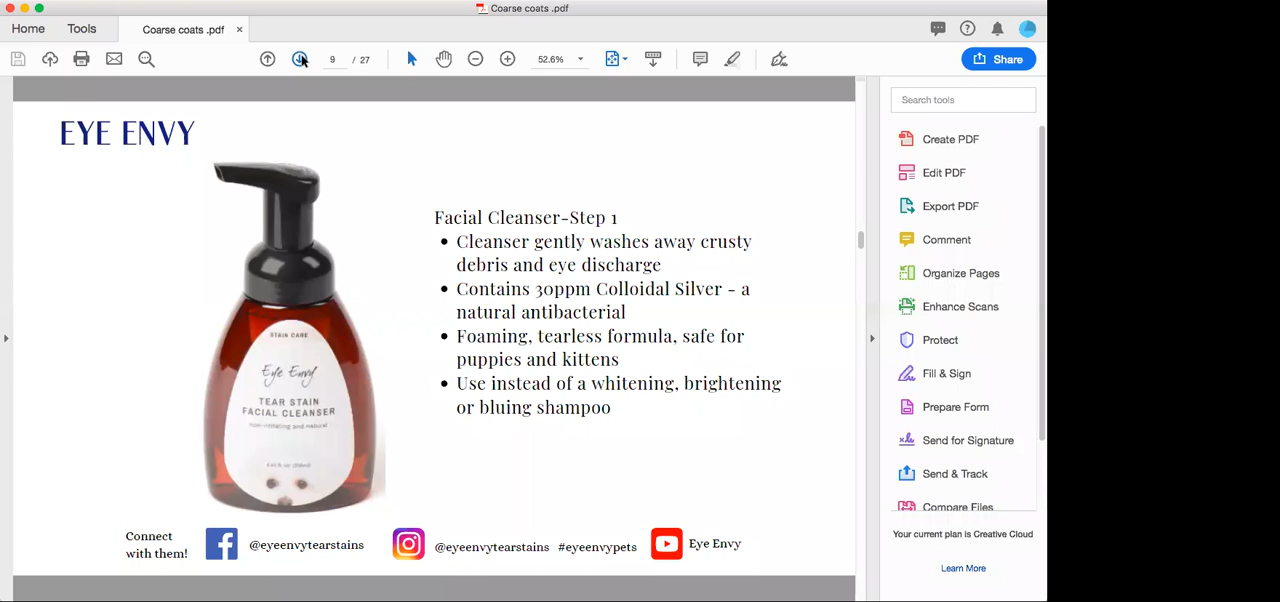 Coarse coats .pdf
Home Tools Coarse coats .pdf ×
9 / 27 52.6%
Share
Search tools
EYE ENVY
Facial Cleanser-Step 1
• Cleanser gently washes away crusty
debris and eye discharge
• Contains 30ppm Colloidal Silver - a
natural antibacterial
• Foaming, tearless formula, safe for
puppies and kittens
• Use instead of a whitening, brightening
or bluing shampoo
STAIN CARE
Eye Envy
TEAR STAIN
FACIAL CLEANSER
non-irritating and natural
Connect
with them!
@eyeenvytearstains
@eyeenvytearstains #eyeenvypets
Eye Envy
Create PDF
Edit PDF
Export PDF
Comment
Organize Pages
Enhance Scans
Protect
Fill & Sign
Prepare Form
Send for Signature
Send & Track
Compare Files
Your current plan is Creative Cloud
Learn More